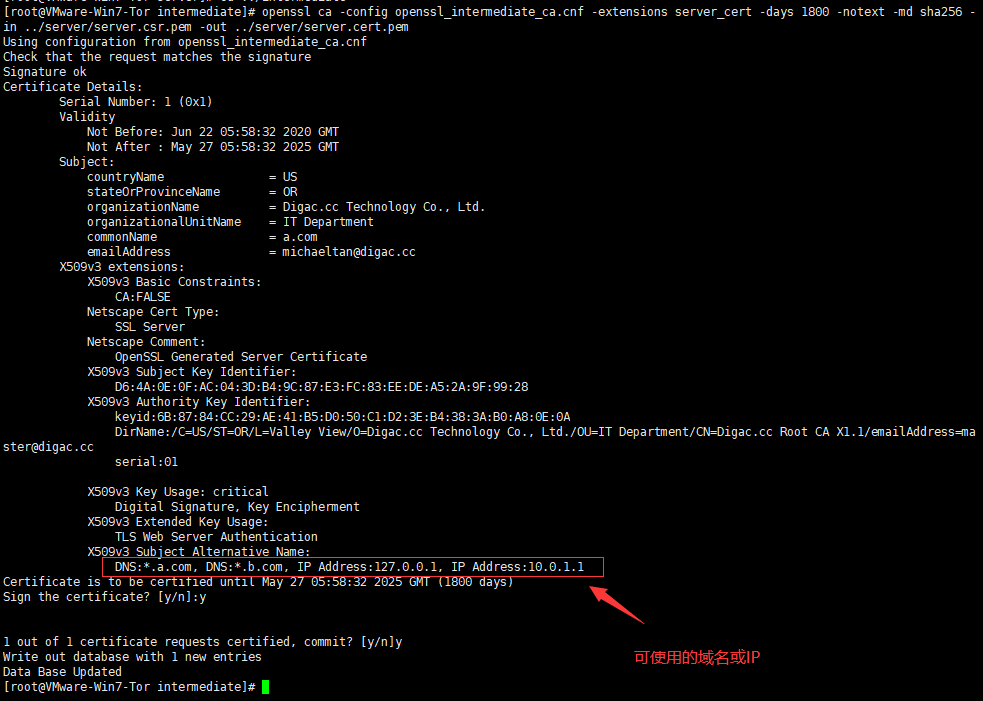 [root@VMware-Win7-Tor intermediate]# openssl ca -config openssl_intermediate_ca.cnf -extensions server_cert -days 1800 -notext -md sha256 -
in ../server/server.csr.pem -out ../server/server.cert.pem
Using configuration from openssl_intermediate_ca.cnf
Check that the request matches the signature
Signature ok
Certificate Details:
        Serial Number: 1 (0x1)
        Validity
            Not Before: Jun 22 05:58:32 2020 GMT
            Not After : May 27 05:58:32 2025 GMT
        Subject:
            countryName               = US
            stateOrProvinceName       = OR
            organizationName          = Digac.cc Technology Co., Ltd.
            organizationalUnitName    = IT Department
            commonName                = a.com
            emailAddress              = michaeltan@digac.cc
        X509v3 extensions:
            X509v3 Basic Constraints:
                CA:FALSE
            Netscape Cert Type:
                SSL Server
            Netscape Comment:
                OpenSSL Generated Server Certificate
            X509v3 Subject Key Identifier:
                D6:4A:0E:0F:AC:04:3D:B4:9C:87:E3:FC:83:EE:DE:A5:2A:9F:99:28
            X509v3 Authority Key Identifier:
                keyid:6B:87:84:CC:29:AE:41:B5:D0:50:C1:D2:3E:B4:38:3A:B0:A8:0E:0A
                DirName:/C=US/ST=OR/L=Valley View/O=Digac.cc Technology Co., Ltd./OU=IT Department/CN=Digac.cc Root CA X1.1/emailAddress=ma
ster@digac.cc
                serial:01
            X509v3 Key Usage: critical
                Digital Signature, Key Encipherment
            X509v3 Extended Key Usage:
                TLS Web Server Authentication
            X509v3 Subject Alternative Name:
                DNS:*.a.com, DNS:*.b.com, IP Address:127.0.0.1, IP Address:10.0.1.1
Certificate is to be certified until May 27 05:58:32 2025 GMT (1800 days)
Sign the certificate? [y/n]:y
1 out of 1 certificate requests certified, commit? [y/n]y
Write out database with 1 new entries
可使用的域名或IP
Data Base Updated
[root@VMware-Win7-Tor intermediate]#